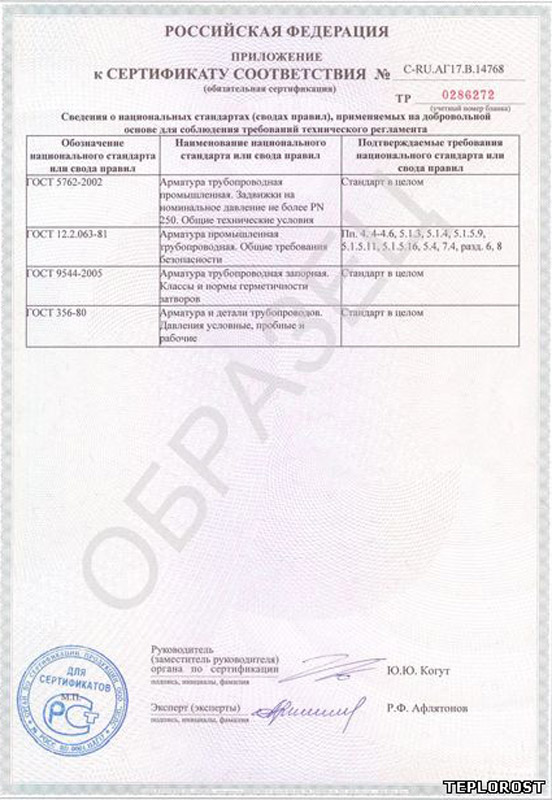 РОССИЙСКАЯ ФЕДЕРАЦИЯ
ПРИЛОЖЕНИЕ
к СЕРТИФИКАТУ СООТВЕТСТВИЯ № C-RU.АГ17.В.14768
(обязательная сертификация)
ТР 0286272
(учетный номер бланка)
Сведения о национальных стандартах (сводах правил), применяемых на добровольной
основе для соблюдения требований технического регламента
Обозначение национального стандарта или свода правил
Наименование национального стандарта или свода правил
Подтверждаемые требования национального стандарта или свода правил
ГОСТ 5762-2002
Арматура трубопроводная
промышленная. Задвижки на
номинальное давление не более PN
250. Общие технические условия
Стандарт в целом
ГОСТ 12.2.063-81
Арматура промышленная
трубопроводная. Общие требования
безопасности
Пп. 4. 4-4.6, 5.1.3, 5.1.4, 5.1.5.9,
5.1.5.11, 5.1.5.16, 5.4, 7.4, разд. 6, 8
ГОСТ 9544-2005
Арматура трубопроводная запорная.
Классы и нормы герметичности
затворов
Стандарт в целом
ГОСТ 356-80
Арматура и детали трубопроводов.
Давления условные, пробные и
рабочие
Стандарт в целом
ОБРАЗЕЦ
Руководитель
(заместитель руководителя)
органа по сертификации
подпись, инициалы, фамилия
Ю.Ю. Когут
Эксперт (эксперты)
подпись, инициалы, фамилия
Р.Ф. Афлятонов
ДЛЯ
СЕРТИФИКАТОВ
М.П.
TEPLOROST